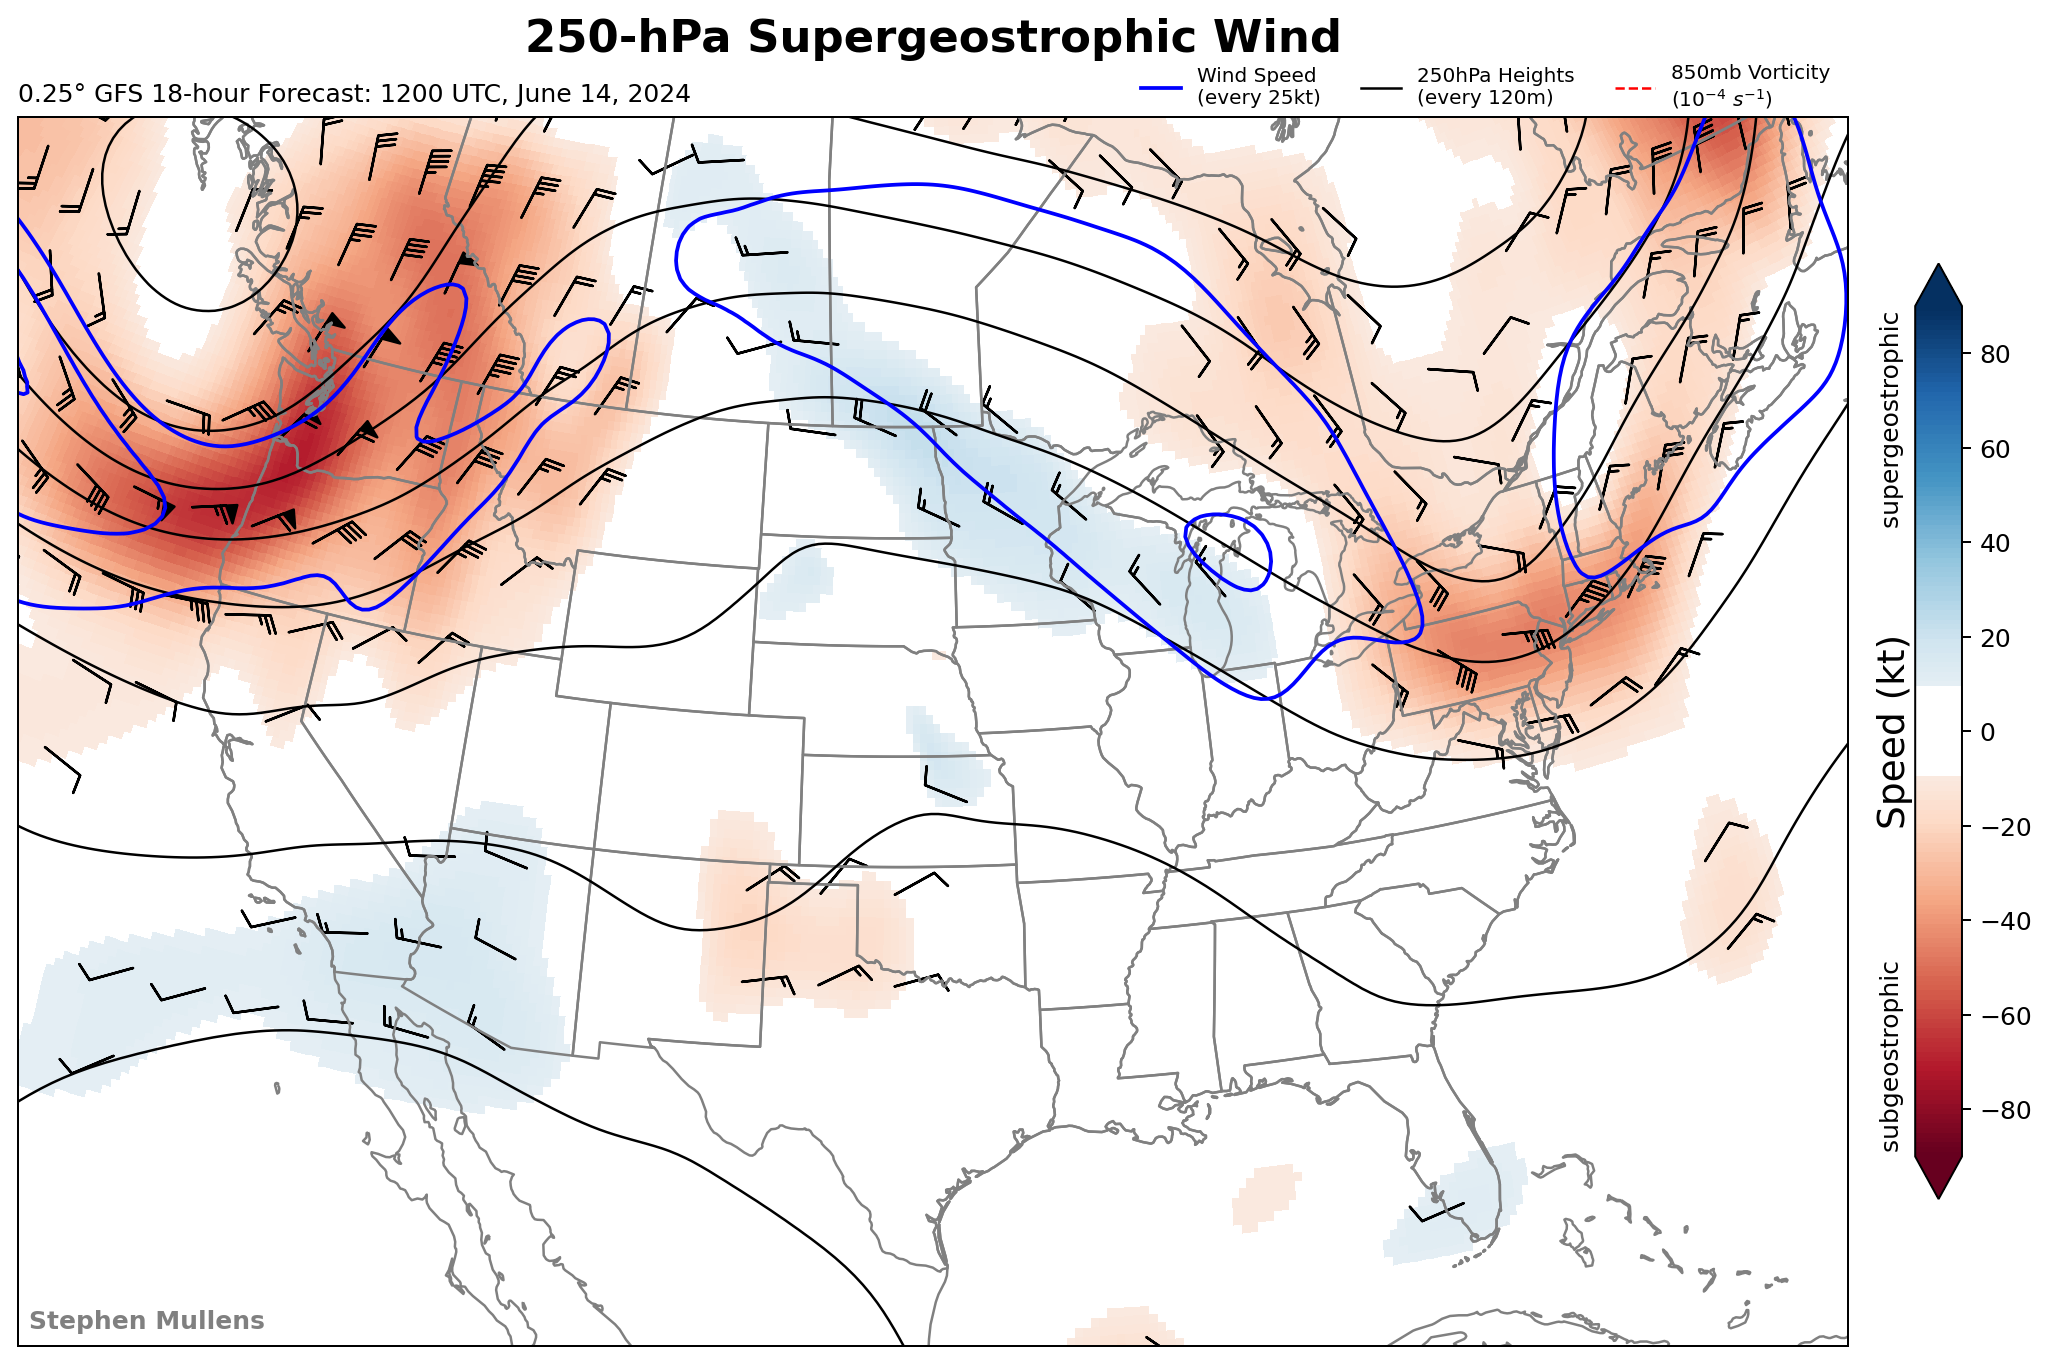 250-hPa Supergeostrophic Wind
0.25° GFS 18-hour Forecast: 1200 UTC, June 14, 2024
Wind Speed
(every 25kt)
250hPa Heights
(every 120m)
850mb Vorticity
(10⁻⁴ s⁻¹)
supergeostrophic
Speed (kt)
subgeostrophic
80
60
40
20
0
−20
−40
−60
−80
Stephen Mullens